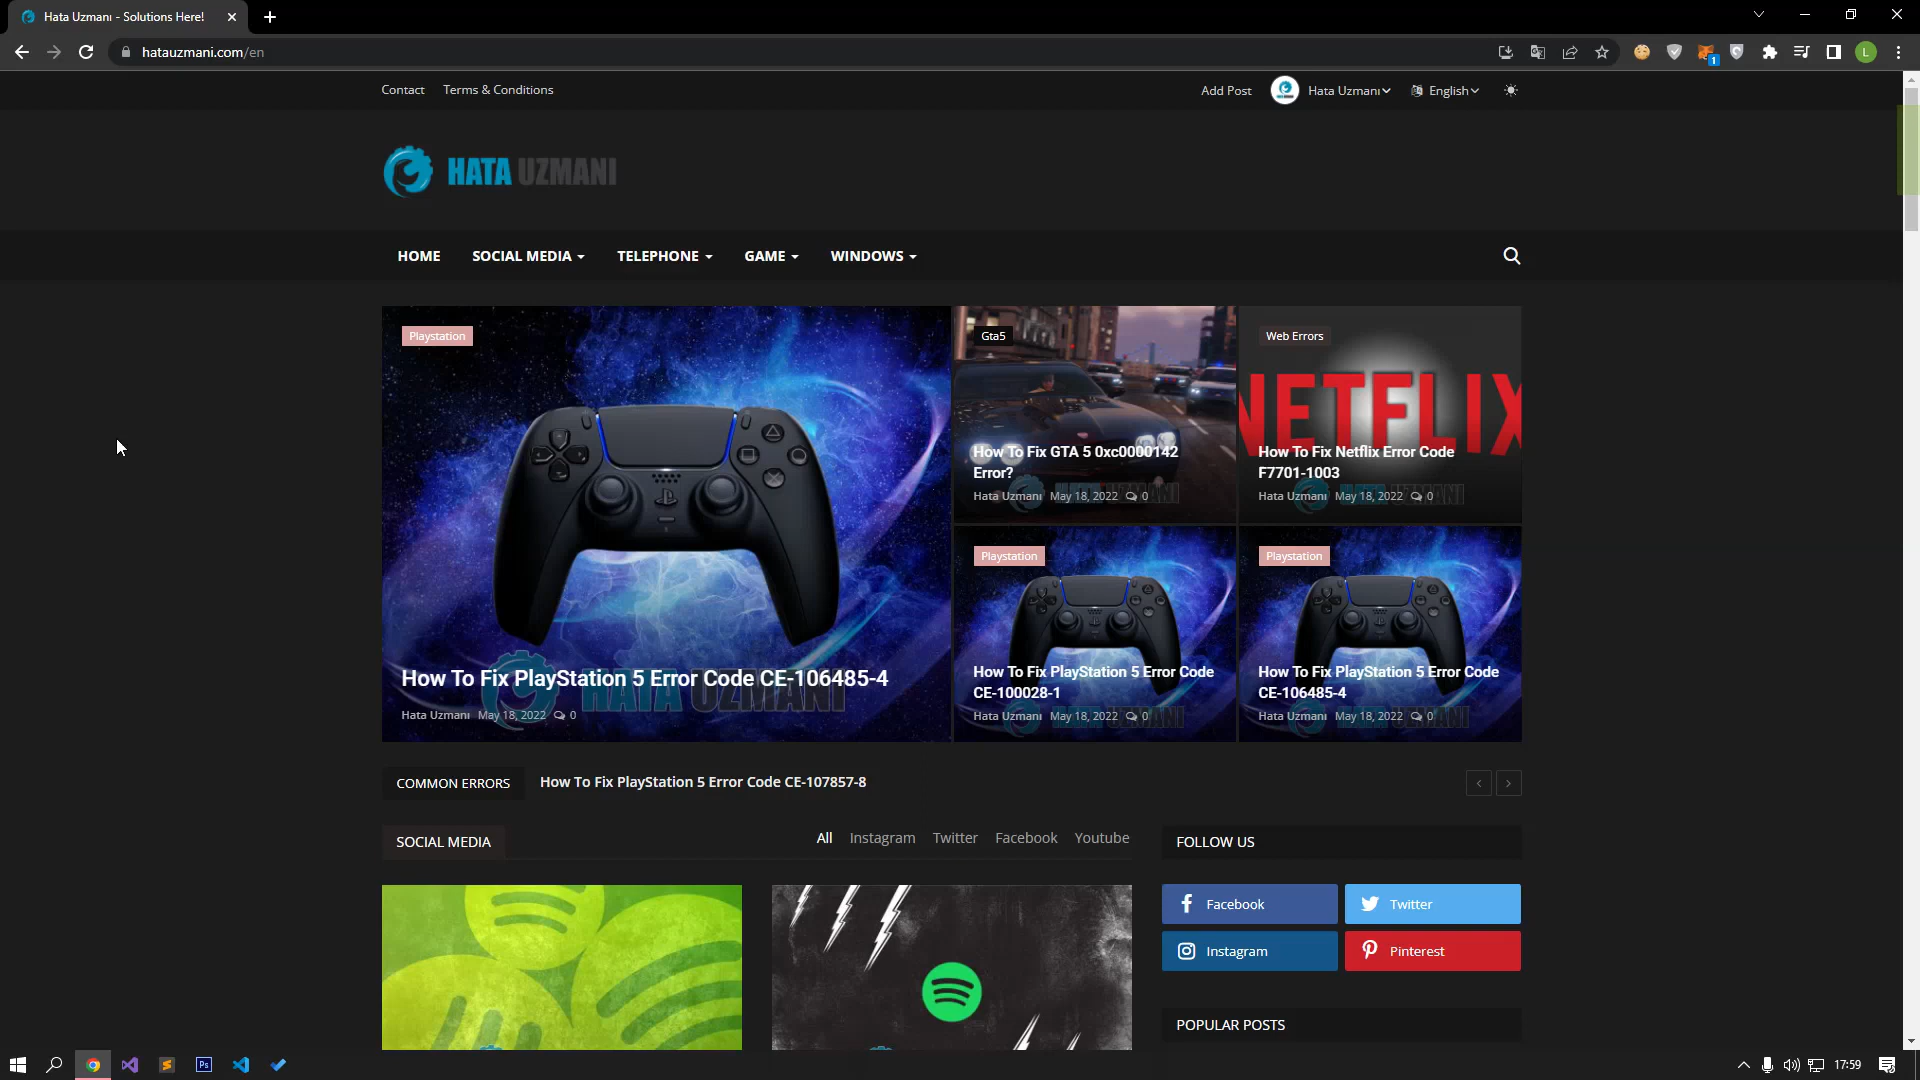 Hata Uzmanı - Solutions Here!
hatauzmani.com/en
1
L
Contact Terms & Conditions
Add Post Hata Uzmanı English
HATA UZMANI
HOME SOCIAL MEDIA TELEPHONE GAME WINDOWS
Playstation
How To Fix PlayStation 5 Error Code CE-106485-4
HATA UZMANI
Hata Uzmanı May 18, 2022 0
Gta5
How To Fix GTA 5 0xc0000142
Error?
Hata Uzmanı May 18, 2022 0
Web Errors
NETFLIX
How To Fix Netflix Error Code
F7701-1003
Hata Uzmanı May 18, 2022 0
Playstation
How To Fix PlayStation 5 Error Code
CE-100028-1
Hata Uzmanı May 18, 2022 0
Playstation
How To Fix PlayStation 5 Error Code
CE-106485-4
Hata Uzmanı May 18, 2022 0
COMMON ERRORS How To Fix PlayStation 5 Error Code CE-107857-8
SOCIAL MEDIA All Instagram Twitter Facebook Youtube
FOLLOW US
Facebook Twitter
Instagram Pinterest
POPULAR POSTS
Ps
17:59